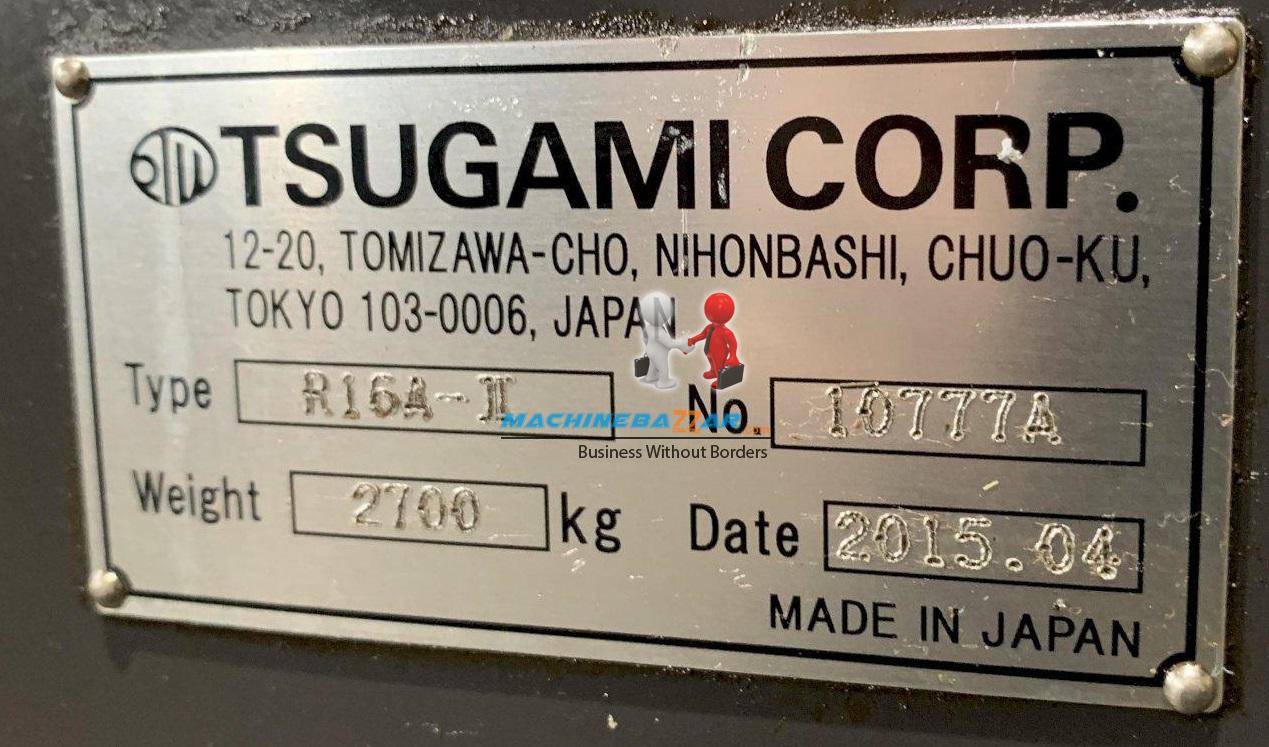 TSUGAMI CORP.
12-20, TOMIZAWA-CHO, NIHONBASHI, CHUO-KU,
TOKYO 103-0006, JAPAN
Type R16A-II No. 10777A
MACHINEBAZZAR.com
Business Without Borders
Weight 2700 kg Date 2015.04
MADE IN JAPAN